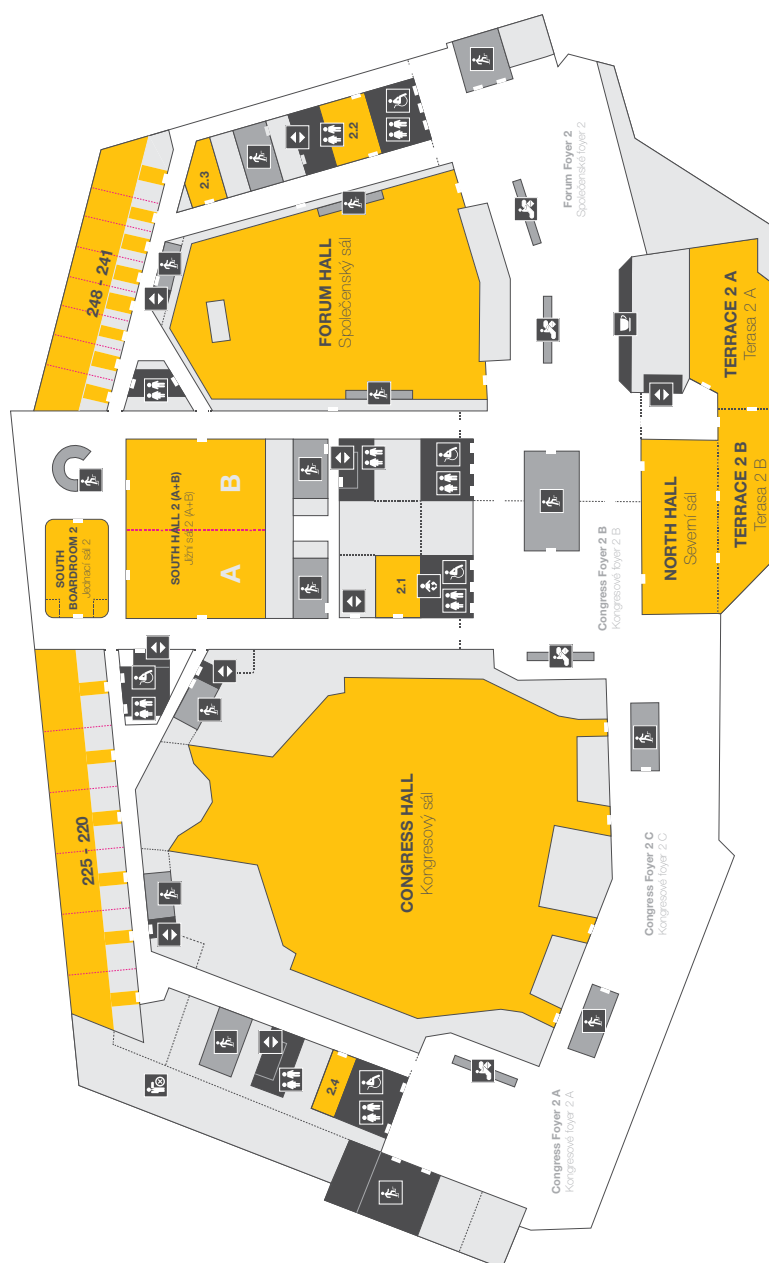 2.3
2.2
248 - 241
FORUM HALL
Společenský sál
Forum Foyer 2
Společenské foyer 2
TERRACE 2 A
Terasa 2 A
SOUTH
BOARDROOM 2
Jednací sál 2
SOUTH HALL 2 (A+B)
Jižní sál 2 (A+B)
A
B
2.1
Congress Foyer 2 B
Kongresové foyer 2 B
NORTH HALL
Severní sál
TERRACE 2 B
Terasa 2 B
225 - 220
CONGRESS HALL
Kongresový sál
Congress Foyer 2 C
Kongresové foyer 2 C
2.4
Congress Foyer 2 A
Kongresové foyer 2 A